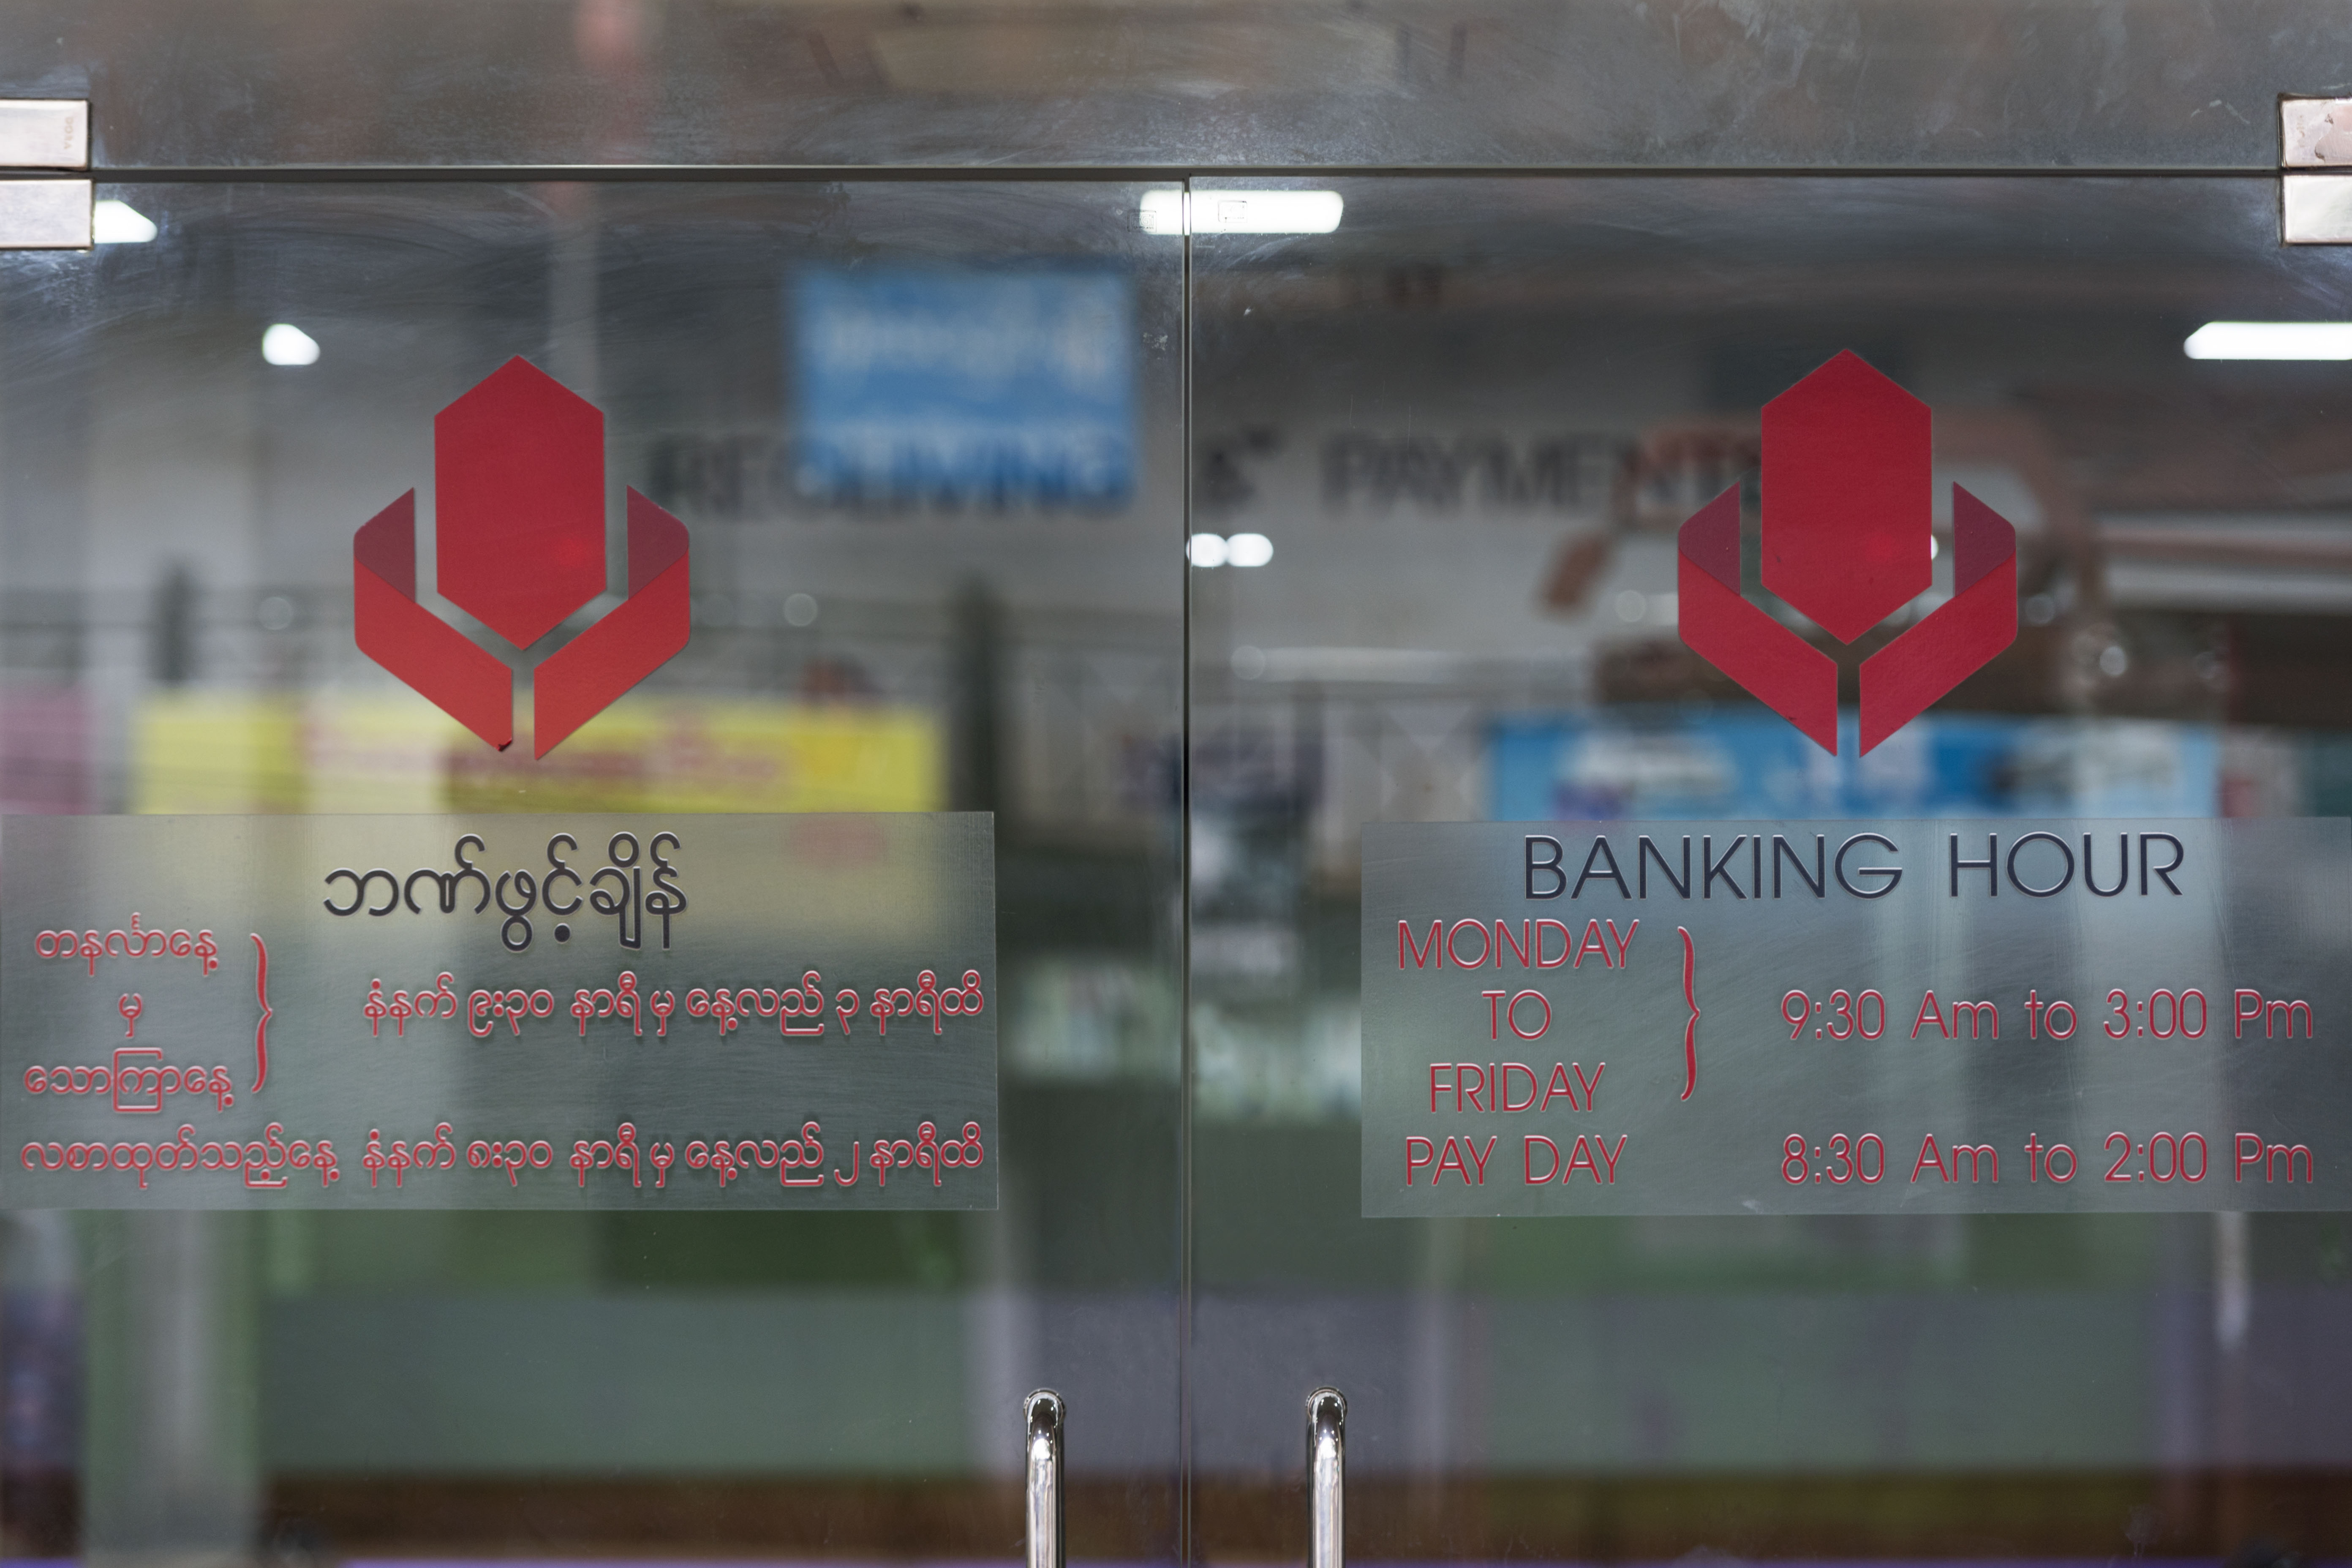 ဘဏ်ဖွင့်ချိန်
တနင်္လာနေ့
မှ
သောကြာနေ့
နံနက် ၉း၃၀ နာရီ မှ နေ့လည် ၃ နာရီထိ
လစာထုတ်သည့်နေ့ နံနက် ၈း၃၀ နာရီ မှ နေ့လည် ၂ နာရီထိ
RECEIVING & PAYMENT
BANKING HOUR
MONDAY
TO
FRIDAY
9:30 Am to 3:00 Pm
PAY DAY 8:30 Am to 2:00 Pm